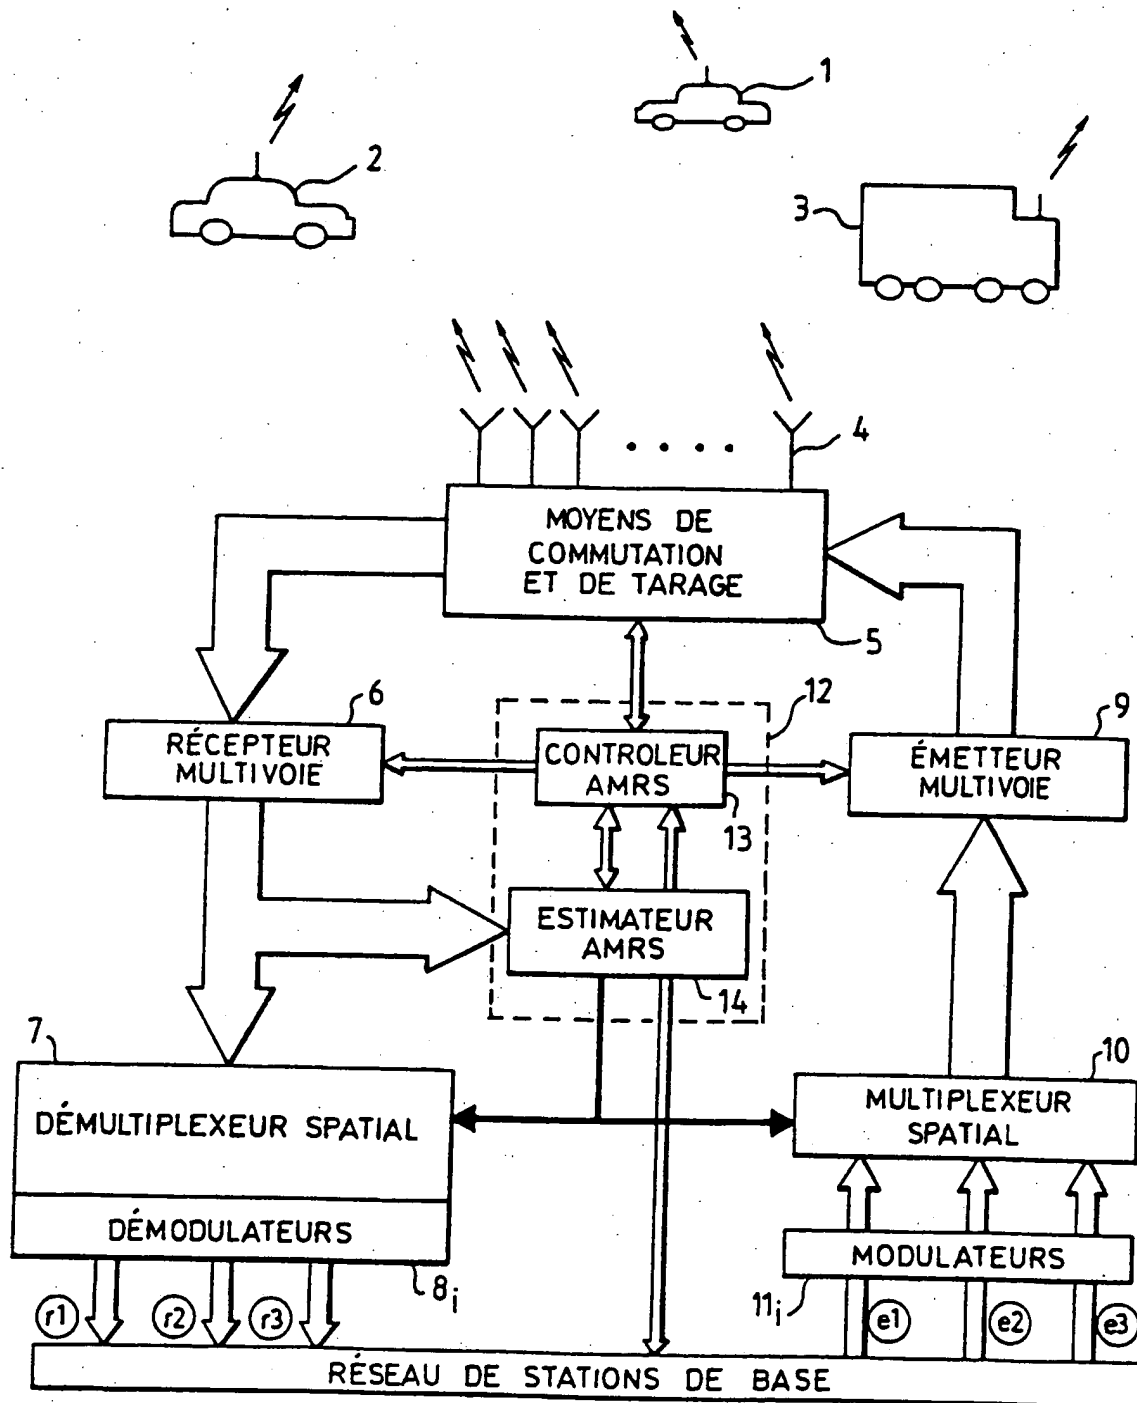 1
2
3
4
MOYENS DE
COMMUTATION
ET DE TARAGE
5
6
12
9
RÉCEPTEUR
MULTIVOIE
CONTROLEUR
AMRS
ÉMETTEUR
MULTIVOIE
13
ESTIMATEUR
AMRS
14
7
10
DÉMULTIPLEXEUR SPATIAL
MULTIPLEXEUR
SPATIAL
DÉMODULATEURS
MODULATEURS
8i
11i
r1 r2 r3
e1 e2 e3
RÉSEAU DE STATIONS DE BASE